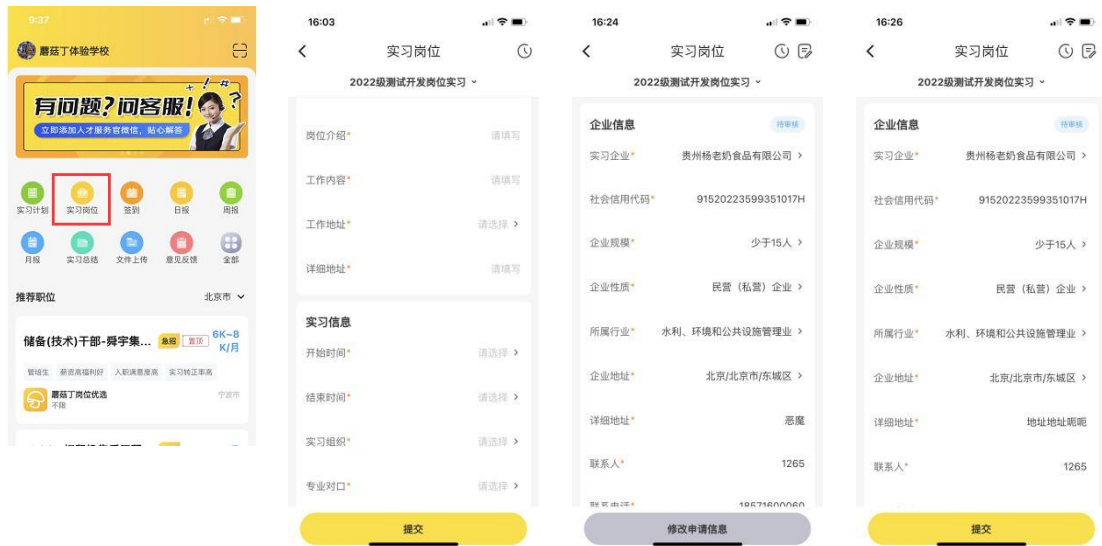 9:37
蘑菇丁体验学校
有问题?问客服!
立即添加人才服务官微信，贴心解答
实习计划 实习岗位 签到 日报 周报
月报 实习总结 文件上传 意见反馈 全部
推荐职位 北京市
储备(技术)干部-舜宇集... 急招 置顶 6K~8K/月
管培生 薪资高福利好 入职满意度高 实习转正率高
蘑菇丁岗位优选 宁波市
不限
16:03
实习岗位
2022级测试开发岗位实习
岗位介绍* 请填写
工作内容* 请填写
工作地址* 请选择 >
详细地址* 请填写
实习信息
开始时间* 请选择 >
结束时间* 请选择 >
实习组织* 请选择 >
专业对口* 请选择 >
提交
16:24
实习岗位
2022级测试开发岗位实习
企业信息 待审核
实习企业* 贵州杨老奶食品有限公司 >
社会信用代码* 91520223599351017H
企业规模* 少于15人 >
企业性质* 民营（私营）企业 >
所属行业* 水利、环境和公共设施管理业 >
企业地址* 北京/北京市/东城区 >
详细地址* 恶魔
联系人* 1265
联系电话* 18571600060
修改申请信息
16:26
实习岗位
2022级测试开发岗位实习
企业信息 待审核
实习企业* 贵州杨老奶食品有限公司 >
社会信用代码* 91520223599351017H
企业规模* 少于15人 >
企业性质* 民营（私营）企业 >
所属行业* 水利、环境和公共设施管理业 >
企业地址* 北京/北京市/东城区 >
详细地址* 地址地址呃呃
联系人* 1265
提交